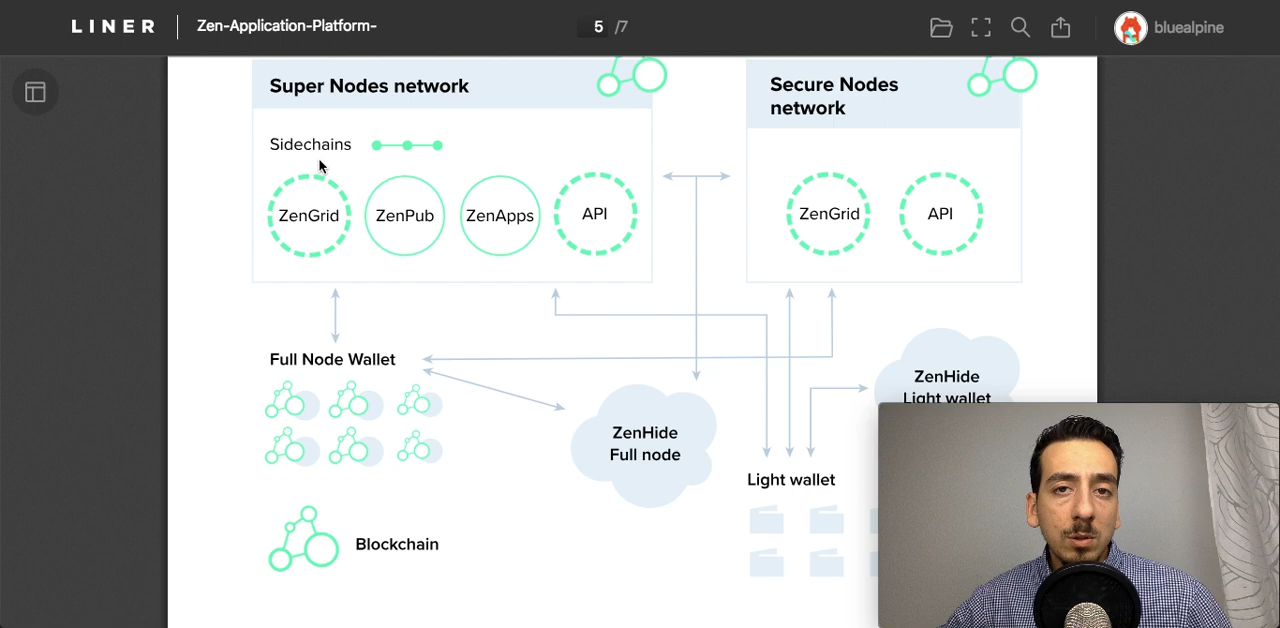 LINER
Zen-Application-Platform-
5 /7
bluealpine
Super Nodes network
Secure Nodes
network
Sidechains
ZenGrid
ZenPub
ZenApps
API
ZenGrid
API
Full Node Wallet
ZenHide
Light wallet
ZenHide
Full node
Light wallet
Blockchain